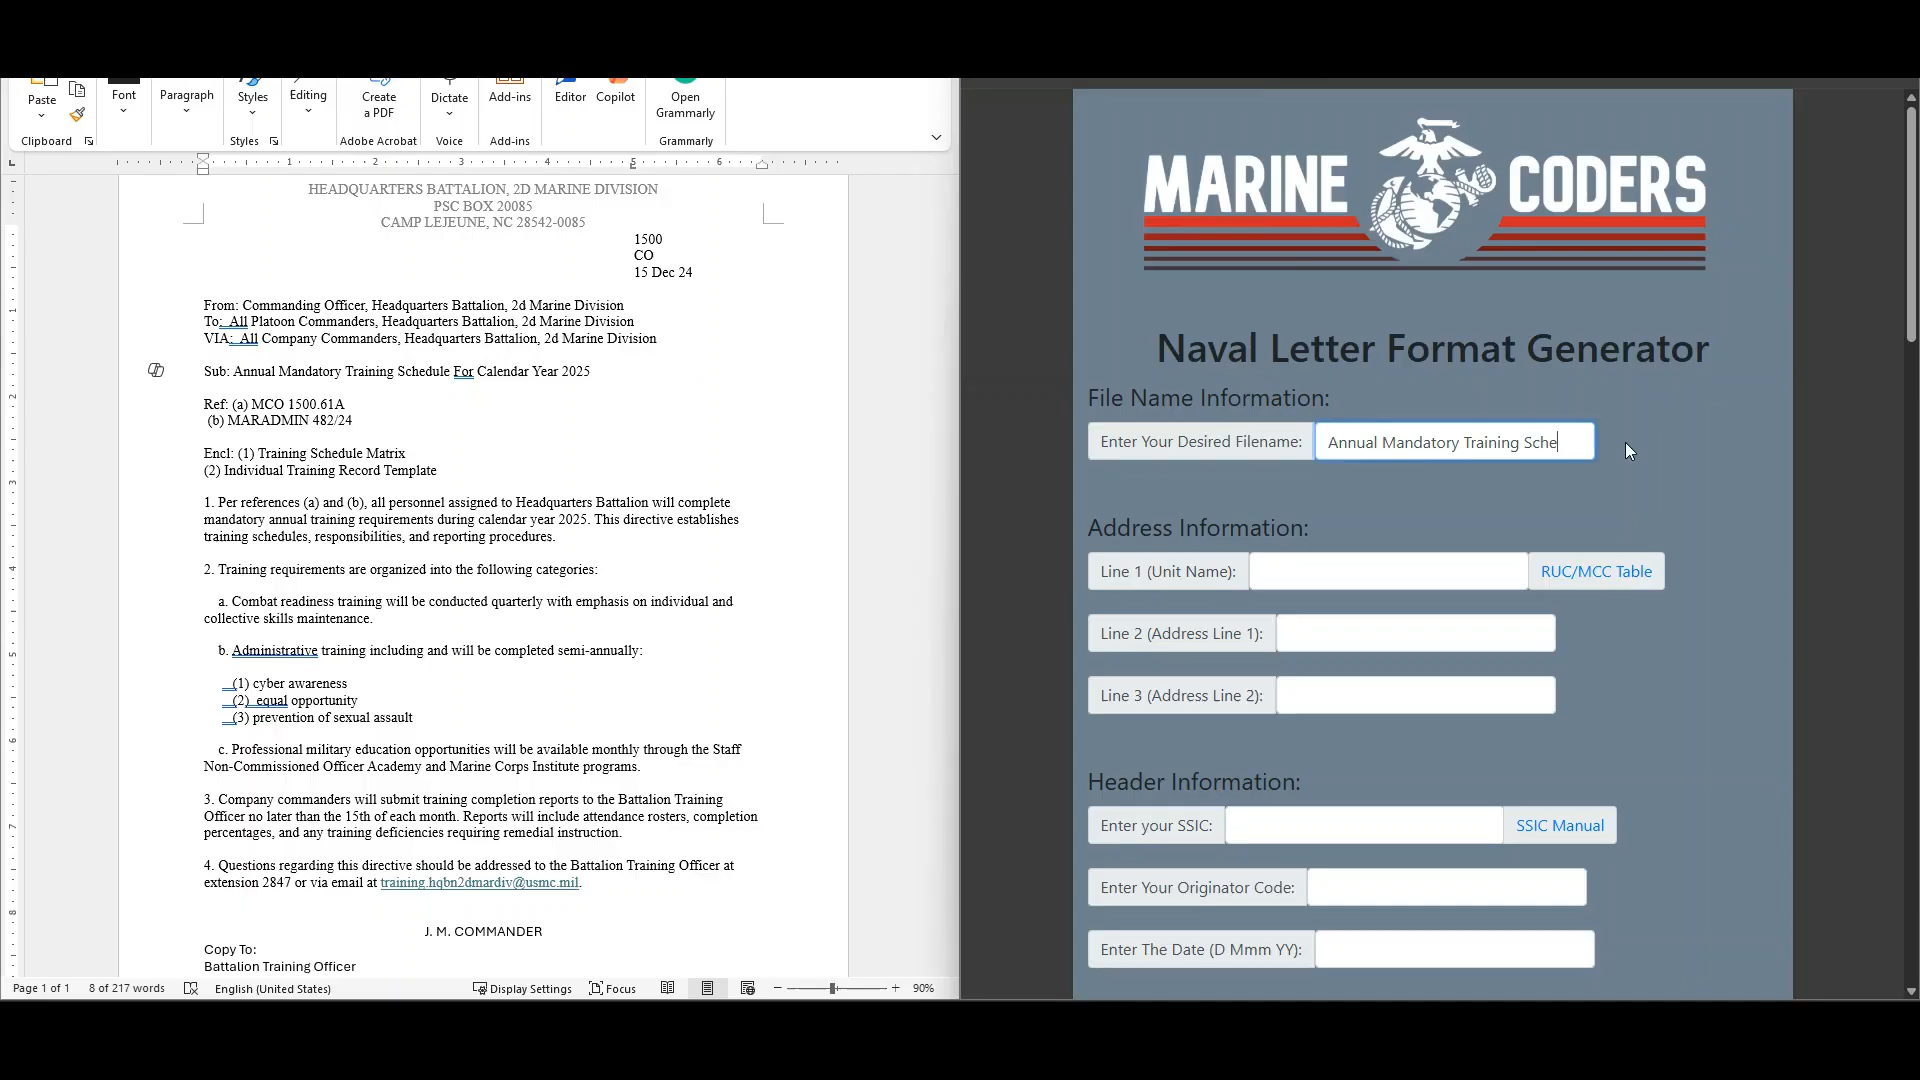 Paste
Font
Paragraph
Styles
Editing
Create
a PDF
Dictate
Add-ins
Editor
Copilot
Open
Grammarly
Clipboard
Styles
Adobe Acrobat
Voice
Add-ins
Grammarly
1 2 3 4 5 6
HEADQUARTERS BATTALION, 2D MARINE DIVISION
PSC BOX 20085
CAMP LEJEUNE, NC 28542-0085
1500
CO
15 Dec 24
From: Commanding Officer, Headquarters Battalion, 2d Marine Division
To: All Platoon Commanders, Headquarters Battalion, 2d Marine Division
VIA: All Company Commanders, Headquarters Battalion, 2d Marine Division
Sub: Annual Mandatory Training Schedule For Calendar Year 2025
Ref: (a) MCO 1500.61A
(b) MARADMIN 482/24
Encl: (1) Training Schedule Matrix
(2) Individual Training Record Template
1. Per references (a) and (b), all personnel assigned to Headquarters Battalion will complete
mandatory annual training requirements during calendar year 2025. This directive establishes
training schedules, responsibilities, and reporting procedures.
2. Training requirements are organized into the following categories:
a. Combat readiness training will be conducted quarterly with emphasis on individual and
collective skills maintenance.
b. Administrative training including and will be completed semi-annually:
(1) cyber awareness
(2) equal opportunity
(3) prevention of sexual assault
c. Professional military education opportunities will be available monthly through the Staff
Non-Commissioned Officer Academy and Marine Corps Institute programs.
3. Company commanders will submit training completion reports to the Battalion Training
Officer no later than the 15th of each month. Reports will include attendance rosters, completion
percentages, and any training deficiencies requiring remedial instruction.
4. Questions regarding this directive should be addressed to the Battalion Training Officer at
extension 2847 or via email at training.hqbn2dmardiv@usmc.mil.
J. M. COMMANDER
Copy To:
Battalion Training Officer
1
2
3
4
5
6
7
8
Page 1 of 1
8 of 217 words
English (United States)
Display Settings
Focus
90%
MARINE CODERS
Naval Letter Format Generator
File Name Information:
Enter Your Desired Filename: Annual Mandatory Training Sche
Address Information:
Line 1 (Unit Name): RUC/MCC Table
Line 2 (Address Line 1):
Line 3 (Address Line 2):
Header Information:
Enter your SSIC: SSIC Manual
Enter Your Originator Code:
Enter The Date (D Mmm YY):